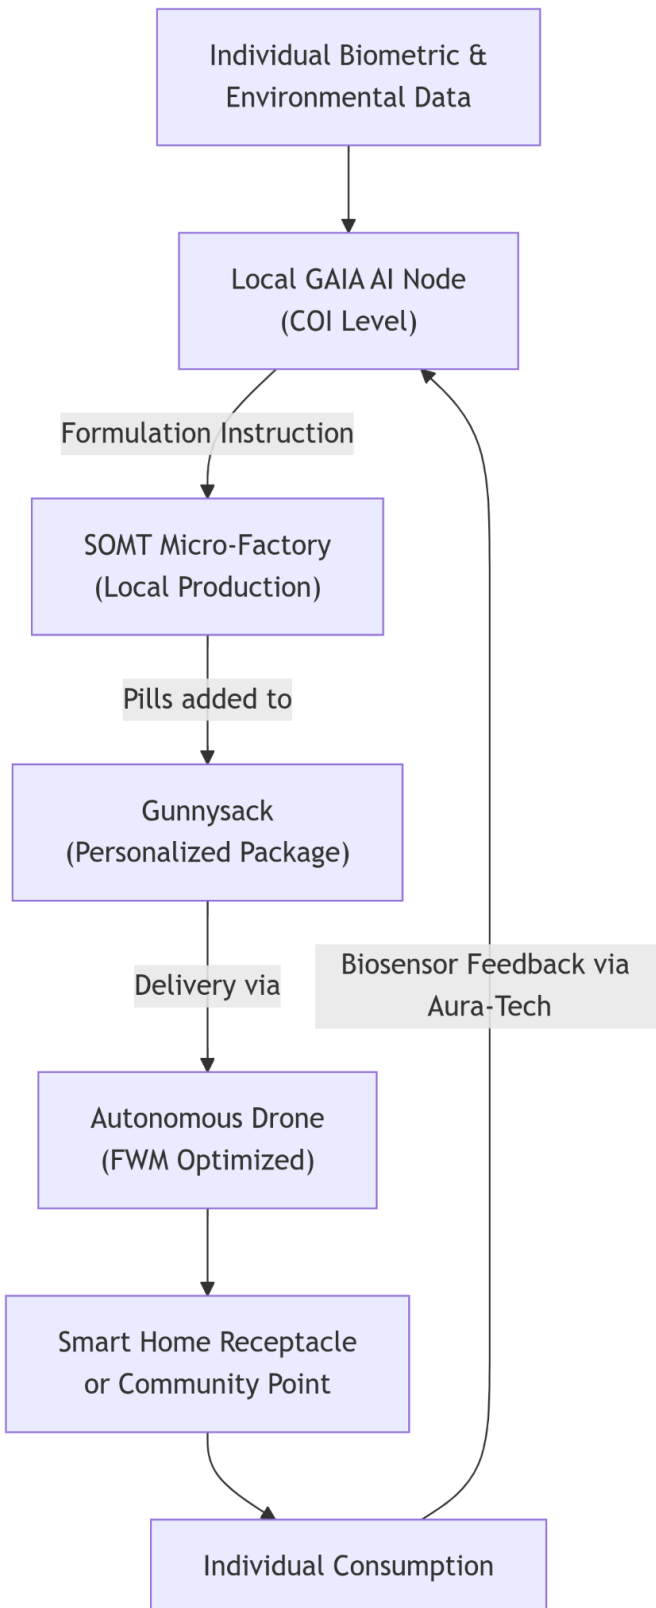 Individual Biometric &
Environmental Data
Local GAIA AI Node
(COI Level)
Formulation Instruction
SOMT Micro-Factory
(Local Production)
Pills added to
Gunnysack
(Personalized Package)
Delivery via
Biosensor Feedback via
Aura-Tech
Autonomous Drone
(FWM Optimized)
Smart Home Receptacle
or Community Point
Individual Consumption